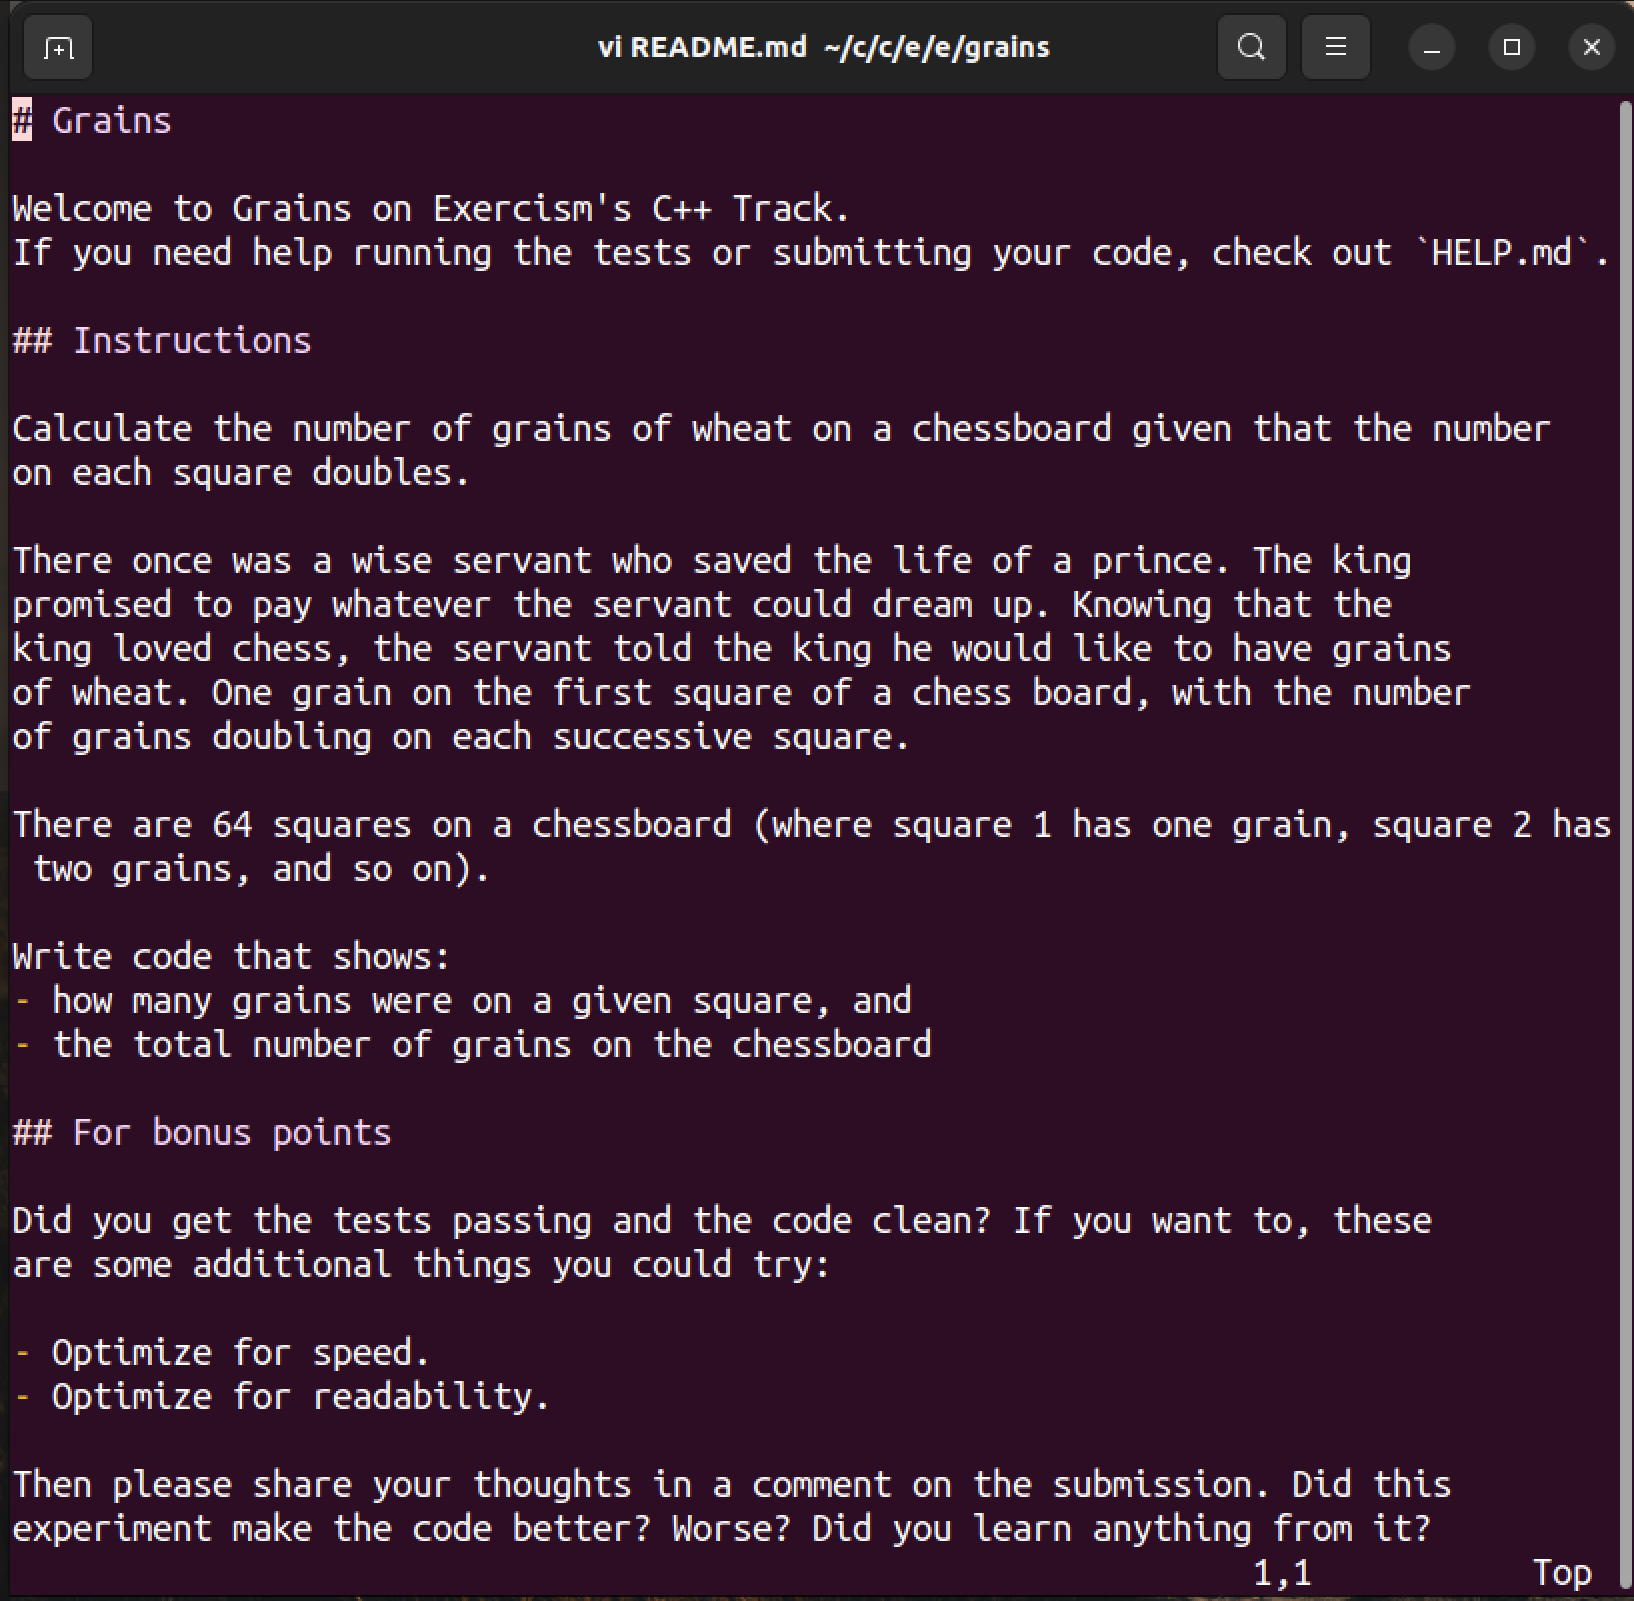 vi README.md ~/c/c/e/e/grains
# Grains
Welcome to Grains on Exercism's C++ Track.
If you need help running the tests or submitting your code, check out `HELP.md`.
## Instructions
Calculate the number of grains of wheat on a chessboard given that the number
on each square doubles.
There once was a wise servant who saved the life of a prince. The king
promised to pay whatever the servant could dream up. Knowing that the
king loved chess, the servant told the king he would like to have grains
of wheat. One grain on the first square of a chess board, with the number
of grains doubling on each successive square.
There are 64 squares on a chessboard (where square 1 has one grain, square 2 has
two grains, and so on).
Write code that shows:
- how many grains were on a given square, and
- the total number of grains on the chessboard
## For bonus points
Did you get the tests passing and the code clean? If you want to, these
are some additional things you could try:
- Optimize for speed.
- Optimize for readability.
Then please share your thoughts in a comment on the submission. Did this
experiment make the code better? Worse? Did you learn anything from it?
1,1 Top